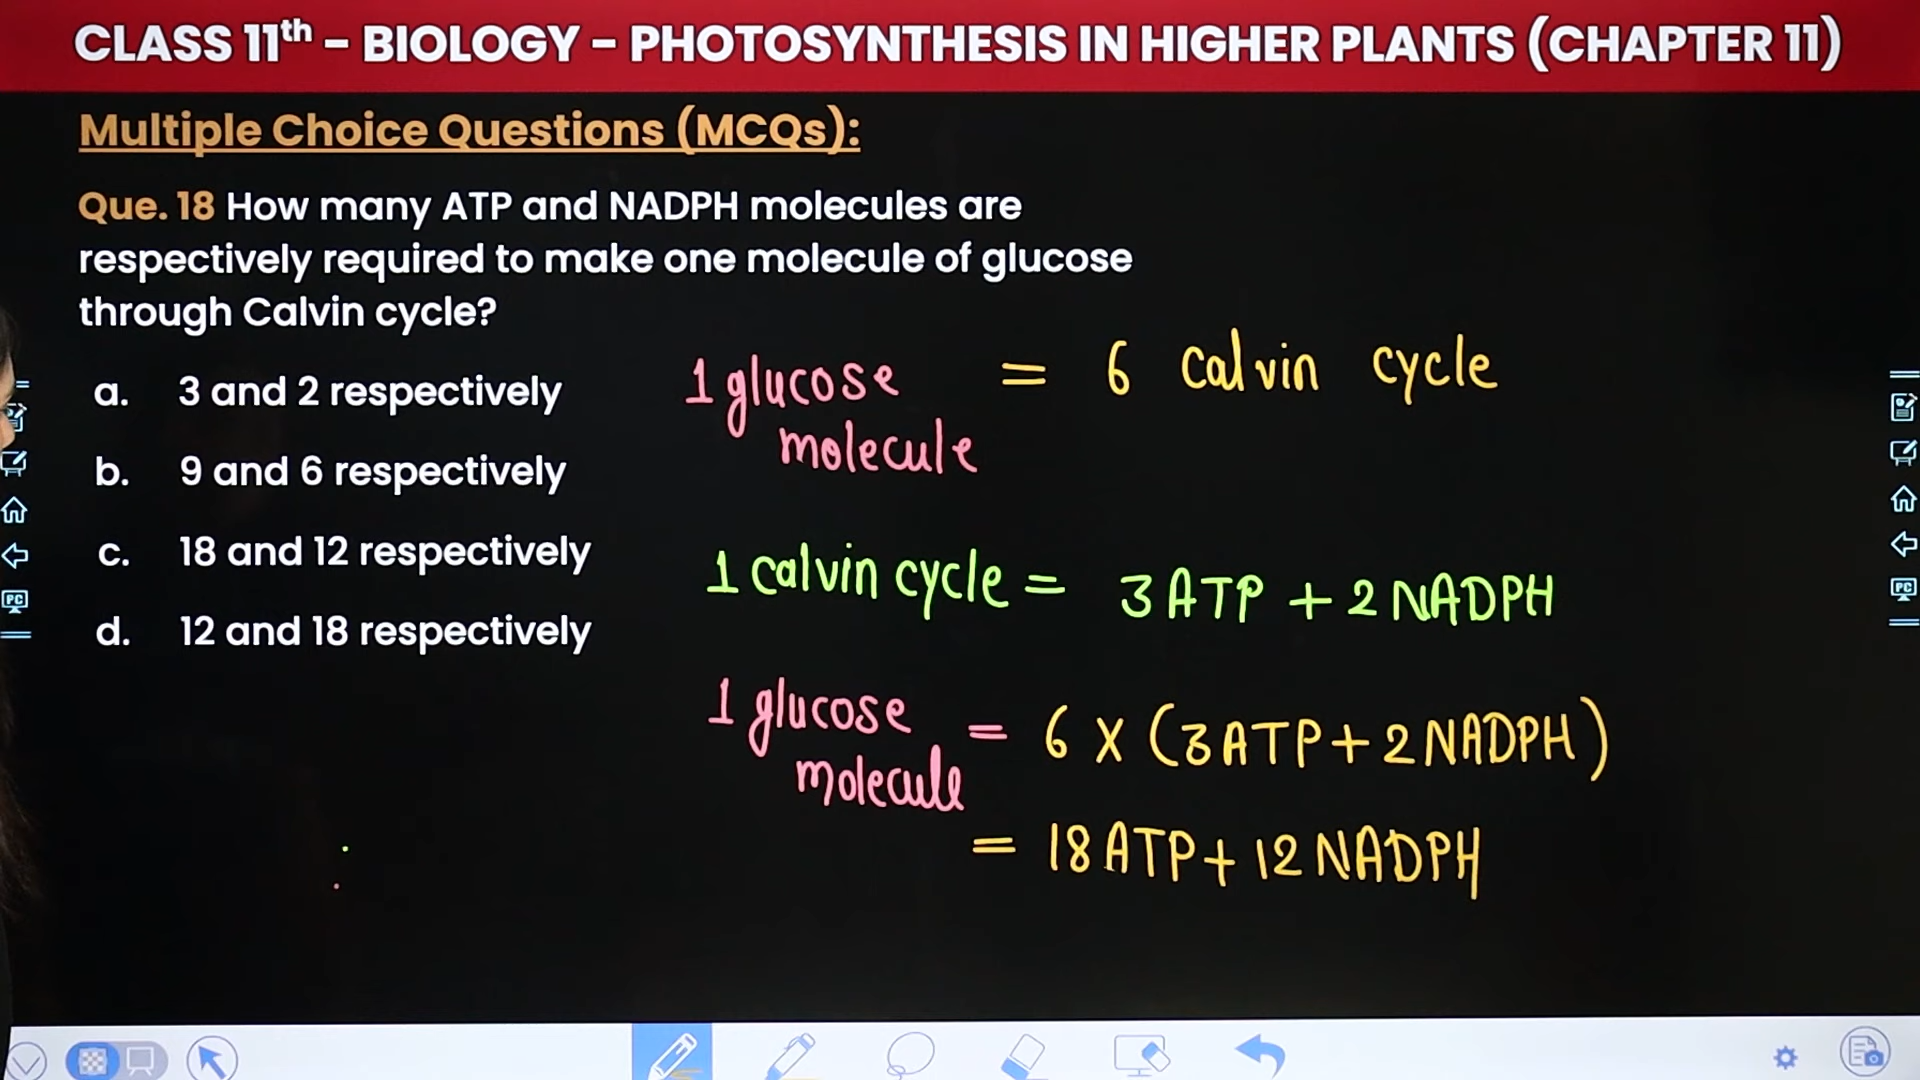 CLASS 11th – BIOLOGY – PHOTOSYNTHESIS IN HIGHER PLANTS (CHAPTER 11)
Multiple Choice Questions (MCQs):
Que. 18 How many ATP and NADPH molecules are
respectively required to make one molecule of glucose
through Calvin cycle?
a. 3 and 2 respectively
b. 9 and 6 respectively
c. 18 and 12 respectively
d. 12 and 18 respectively
1 glucose = 6 calvin cycle
molecule
1 calvin cycle = 3 ATP + 2 NADPH
1 glucose = 6 X (3 ATP + 2 NADPH)
molecule
= 18 ATP + 12 NADPH
PC
PC